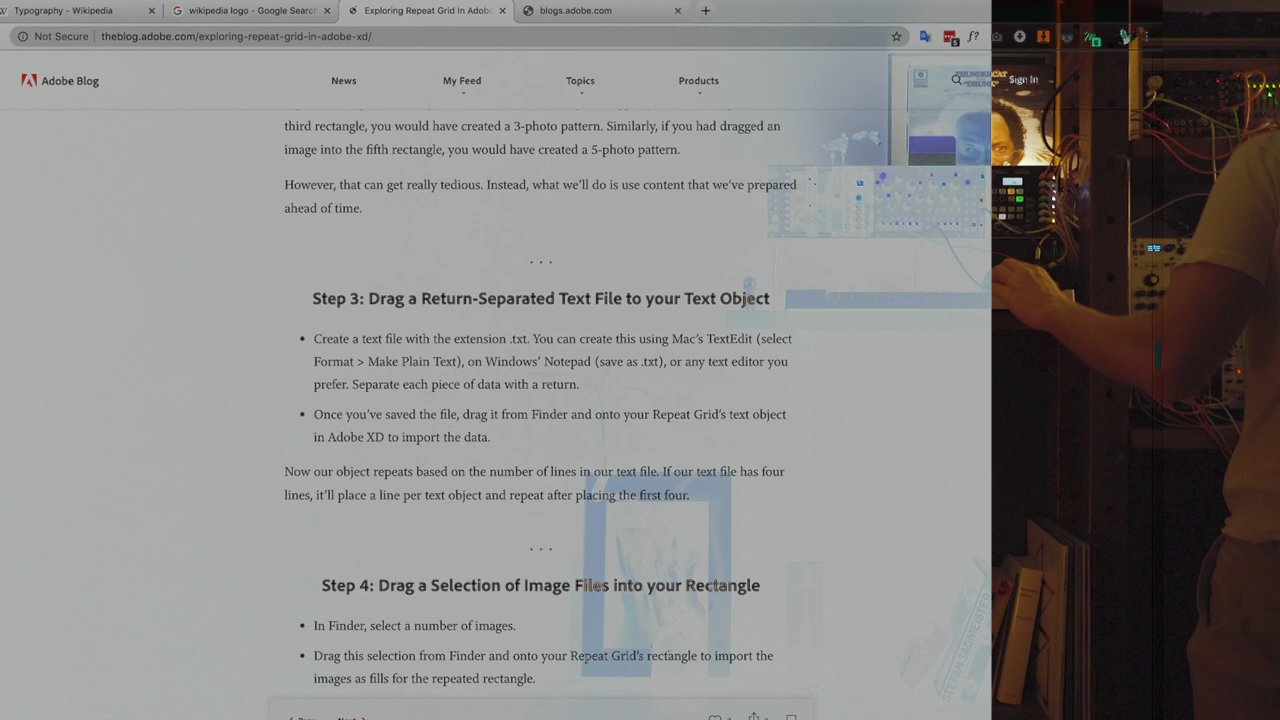 Typography - Wikipedia
wikipedia logo - Google Search
Exploring Repeat Grid In Adob
blogs.adobe.com
Not Secure
theblog.adobe.com/exploring-repeat-grid-in-adobe-xd/
Adobe Blog
News
My Feed
Topics
Products
Sign In
third rectangle, you would have created a 3-photo pattern. Similarly, if you had dragged an
image into the fifth rectangle, you would have created a 5-photo pattern.
However, that can get really tedious. Instead, what we’ll do is use content that we’ve prepared
ahead of time.
Step 3: Drag a Return-Separated Text File to your Text Object
Create a text file with the extension .txt. You can create this using Mac’s TextEdit (select
Format > Make Plain Text), on Windows’ Notepad (save as .txt), or any text editor you
prefer. Separate each piece of data with a return.
Once you’ve saved the file, drag it from Finder and onto your Repeat Grid’s text object
in Adobe XD to import the data.
Now our object repeats based on the number of lines in our text file. If our text file has four
lines, it’ll place a line per text object and repeat after placing the first four.
Step 4: Drag a Selection of Image Files into your Rectangle
In Finder, select a number of images.
Drag this selection from Finder and onto your Repeat Grid’s rectangle to import the
images as fills for the repeated rectangle.
STEFAN SAGMEISTER